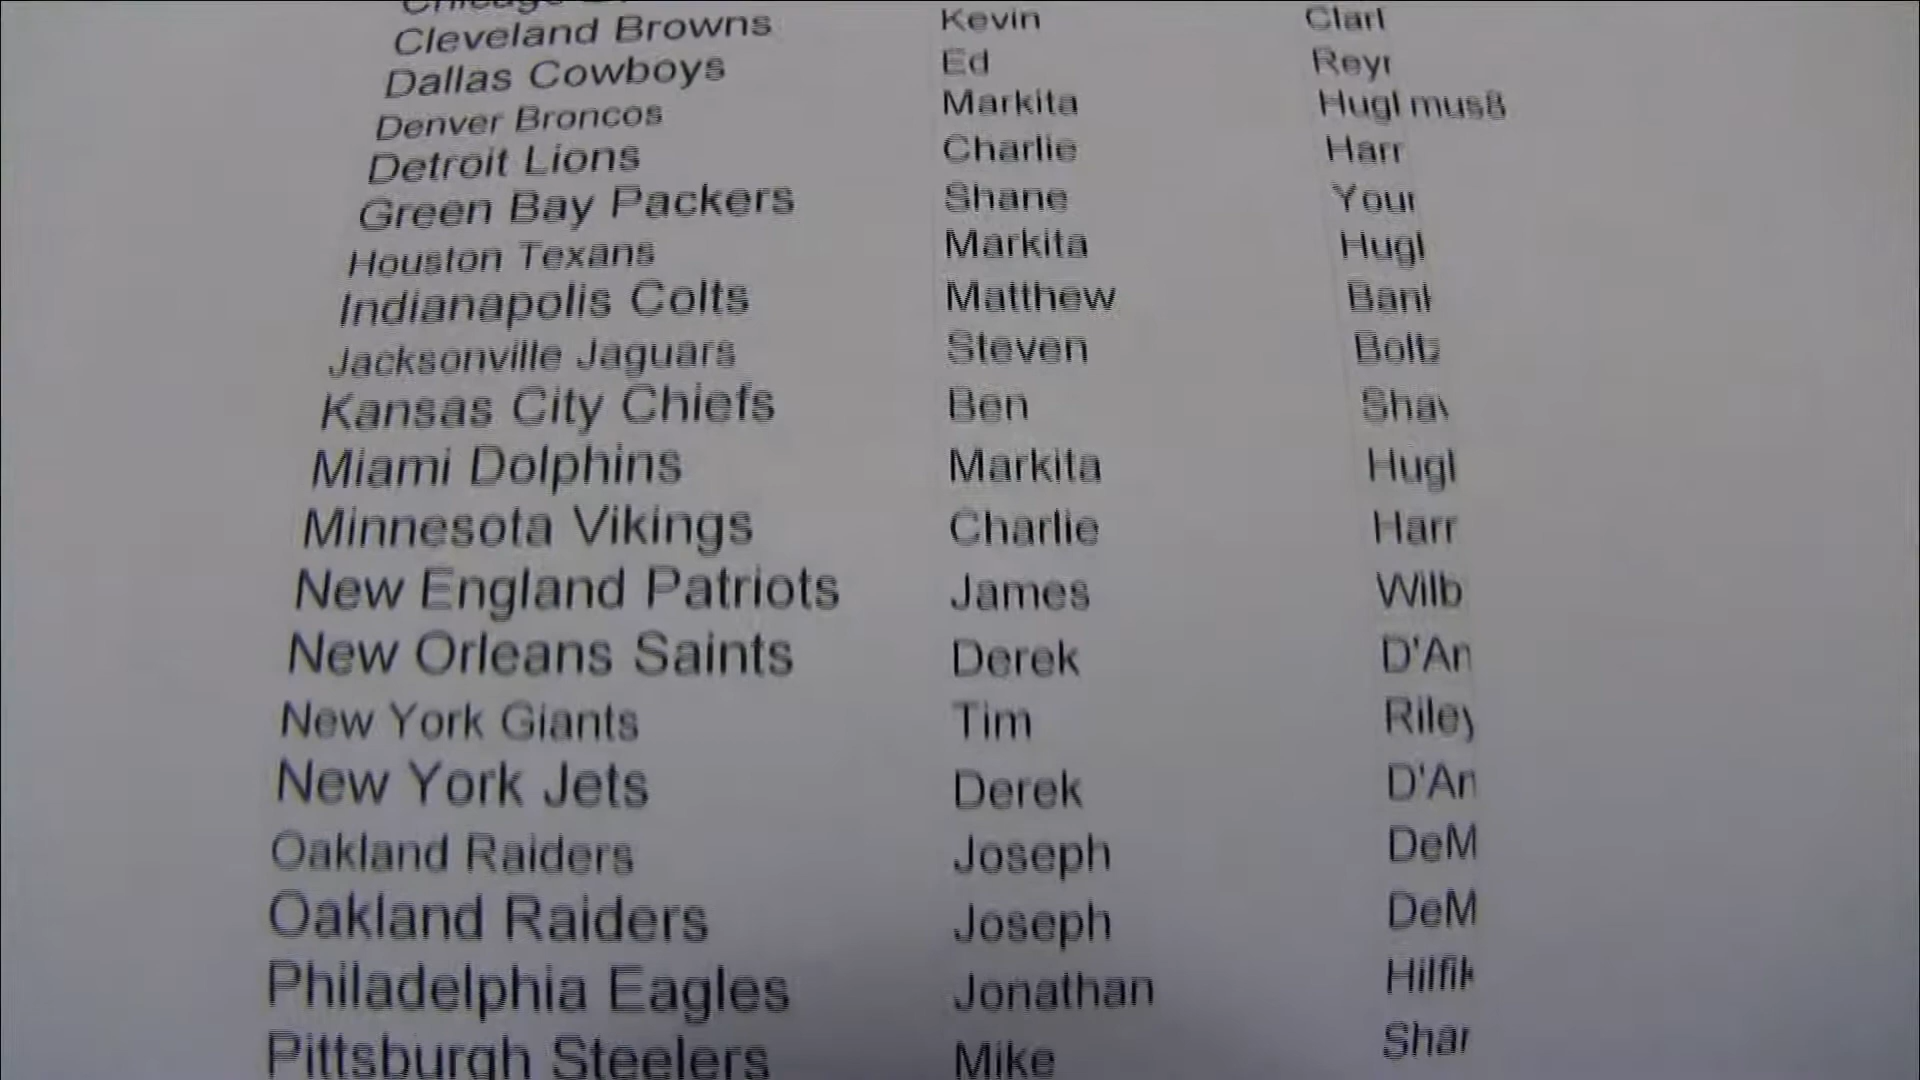 Cleveland Browns Kevin Clarl
Dallas Cowboys Ed Reyr
Denver Broncos Markita Hugl mus8
Detroit Lions Charlie Harr
Green Bay Packers Shane Your
Houston Texans Markita Hugl
Indianapolis Colts Matthew Banl
Jacksonville Jaguars Steven Boltz
Kansas City Chiefs Ben Shav
Miami Dolphins Markita Hugl
Minnesota Vikings Charlie Harr
New England Patriots James Wilb
New Orleans Saints Derek D'An
New York Giants Tim Riley
New York Jets Derek D'An
Oakland Raiders Joseph DeM
Oakland Raiders Joseph DeM
Philadelphia Eagles Jonathan Hilfik
Pittsburgh Steelers Mike Shar